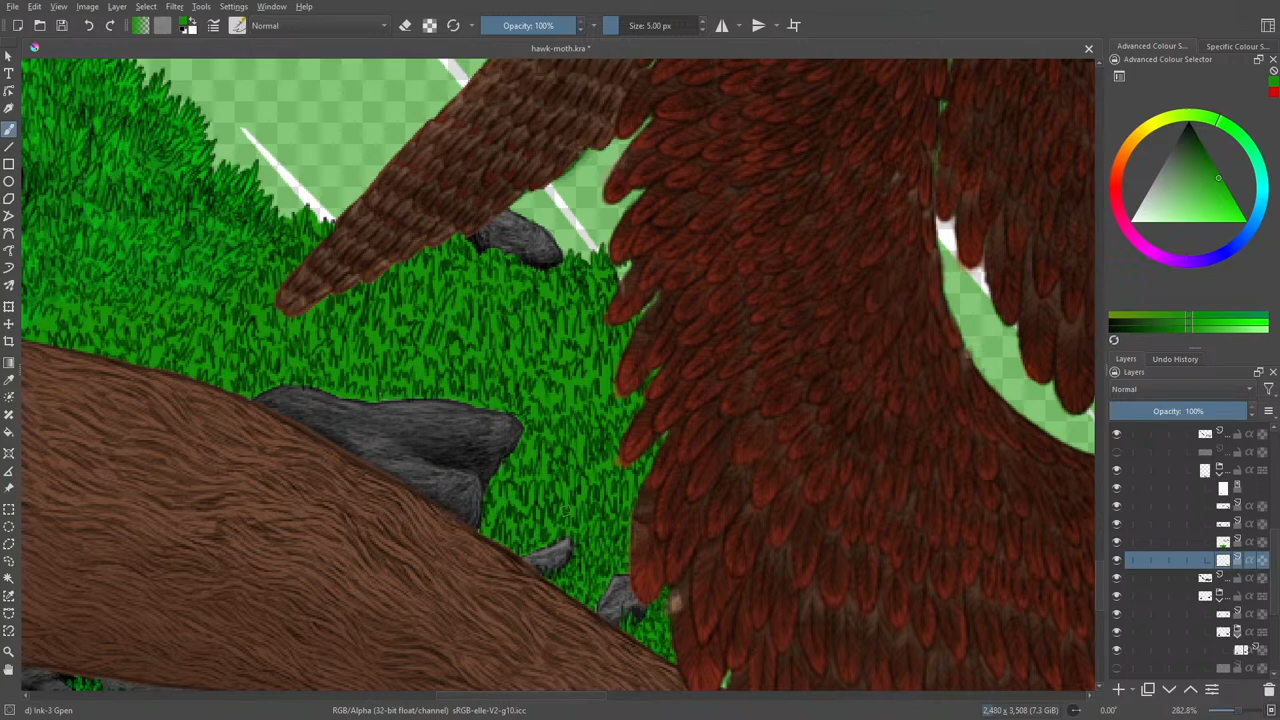 File Edit View Image Layer Select Filter Tools Settings Window Help
Normal Opacity: 100% Size: 5.00 px
hawk-moth.kra *
Advanced Colour S... Specific Colour S...
Advanced Colour Selector
Layers Undo History
Layers
Normal
Opacity: 100%
d) Ink-3 Gpen RGB/Alpha (32-bit float/channel) sRGB-elle-V2-g10.icc 2,480 x 3,508 (7.3 GiB) 0.00° 282.8%